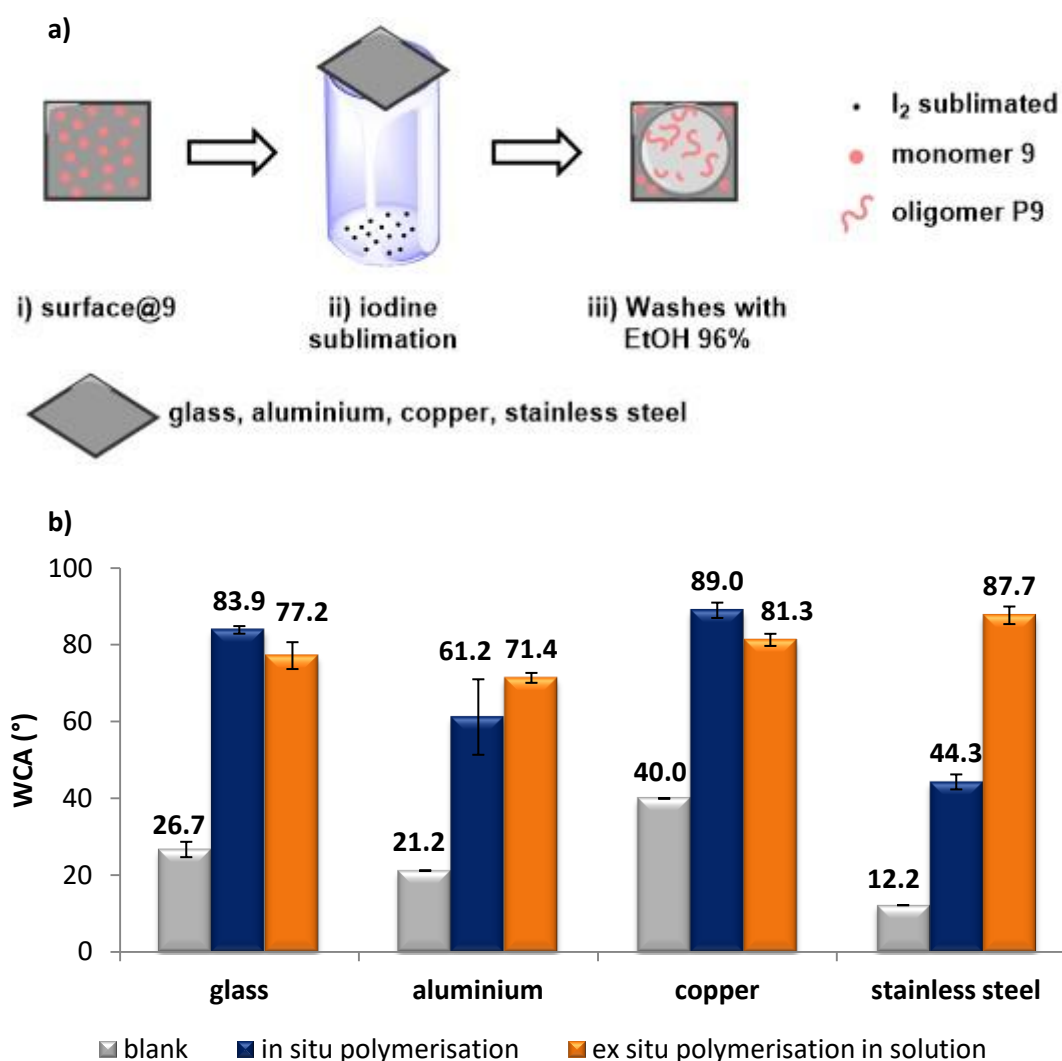 a)
I₂ sublimated
monomer 9
oligomer P9
i) surface@9
ii) iodine
sublimation
iii) Washes with
EtOH 96%
glass, aluminium, copper, stainless steel
b)
WCA (°)
100
80
60
40
20
0
26.7
83.9
77.2
21.2
61.2
71.4
40.0
89.0
81.3
12.2
44.3
87.7
glass
aluminium
copper
stainless steel
blank
in situ polymerisation
ex situ polymerisation in solution